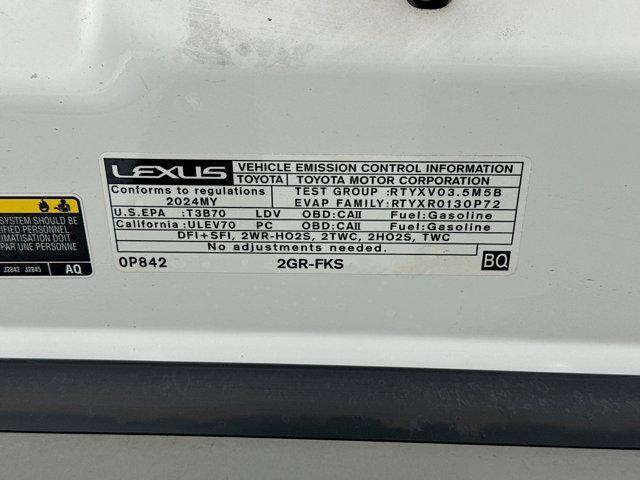 LEXUS VEHICLE EMISSION CONTROL INFORMATION
TOYOTA TOYOTA MOTOR CORPORATION
Conforms to regulations
2024MY
TEST GROUP :RTYXV03.5M5B
EVAP FAMILY:RTYXR0130P72
U.S.EPA :T3B70 LDV OBD:CAII Fuel:Gasoline
California :ULEV70 PC OBD:CAII Fuel:Gasoline
DFI+SFI, 2WR-HO2S, 2TWC, 2HO2S, TWC
No adjustments needed.
0P842 2GR-FKS BQ
SYSTEM SHOULD BE
PERSONNEL
DOIT
PAR UNE PERSONNE
J2842 J2845 AQ